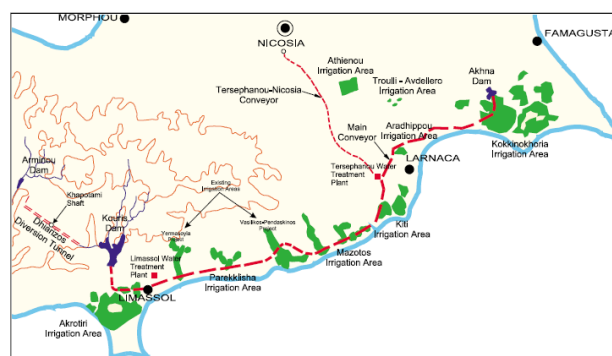 MORPHOU
NICOSIA
FAMAGUSTA
Athienou
Irrigation Area
Troulli - Avdellero
Irrigation Area
Akhna
Dam
Tersephanou-Nicosia
Conveyor
Aradhippou Irrigation
Area
Main
Conveyor
Kokkinokhoria
Irrigation Area
LARNACA
Tersephanou Water
Treatment
Plant
Arminou
Dam
Khapotami
Shaft
Dhiarizos
Diversion Tunnel
Kouris
Dam
Existing
Irrigation Areas
Yermasoyia
Project
Vasilikos-Pendaskinos
Project
Kiti
Irrigation Area
Mazotos
Irrigation Area
Limassol Water
Treatment
Plant
Parekklisha
Irrigation Area
LIMASSOL
Akrotiri
Irrigation Area